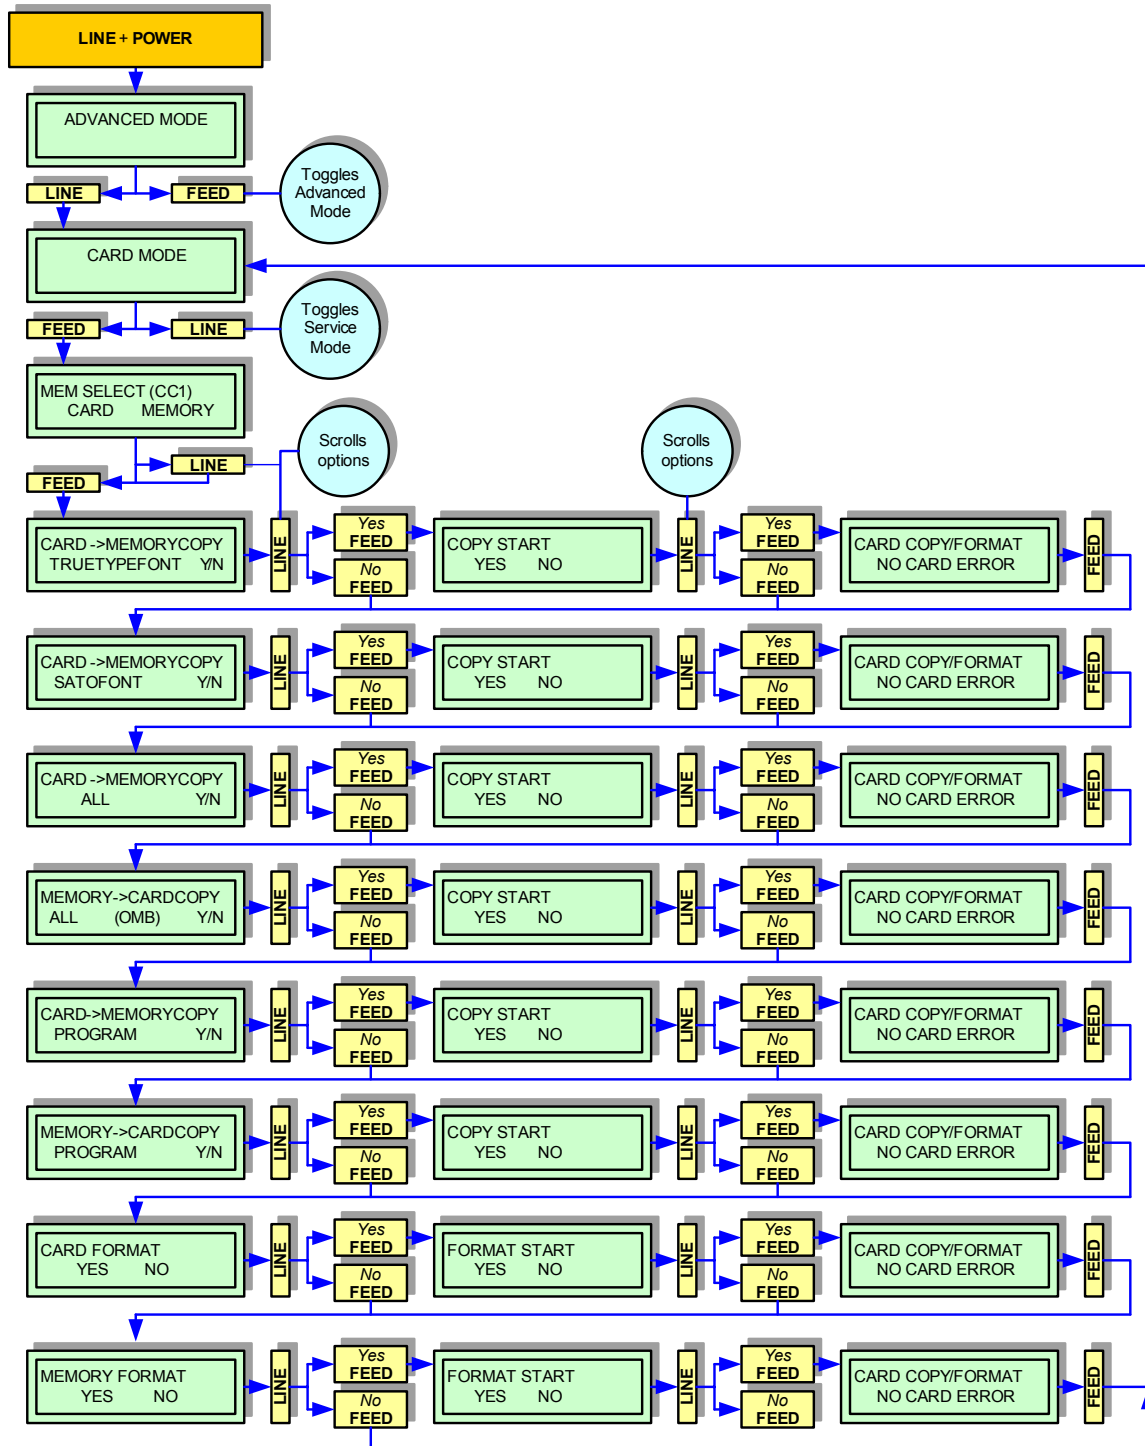 LINE + POWER
ADVANCED MODE
LINE
FEED
Toggles
Advanced
Mode
CARD MODE
FEED
LINE
Toggles
Service
Mode
MEM SELECT (CC1)
CARD MEMORY
LINE
FEED
Scrolls
options
Scrolls
options
CARD ->MEMORYCOPY
TRUETYPEFONT Y/N
LINE
Yes
FEED
No
FEED
COPY START
YES NO
LINE
Yes
FEED
No
FEED
CARD COPY/FORMAT
NO CARD ERROR
FEED
CARD ->MEMORYCOPY
SATOFONT Y/N
LINE
Yes
FEED
No
FEED
COPY START
YES NO
LINE
Yes
FEED
No
FEED
CARD COPY/FORMAT
NO CARD ERROR
FEED
CARD ->MEMORYCOPY
ALL Y/N
LINE
Yes
FEED
No
FEED
COPY START
YES NO
LINE
Yes
FEED
No
FEED
CARD COPY/FORMAT
NO CARD ERROR
FEED
MEMORY->CARDCOPY
ALL (OMB) Y/N
LINE
Yes
FEED
No
FEED
COPY START
YES NO
LINE
Yes
FEED
No
FEED
CARD COPY/FORMAT
NO CARD ERROR
FEED
CARD->MEMORYCOPY
PROGRAM Y/N
LINE
Yes
FEED
No
FEED
COPY START
YES NO
LINE
Yes
FEED
No
FEED
CARD COPY/FORMAT
NO CARD ERROR
FEED
MEMORY->CARDCOPY
PROGRAM Y/N
LINE
Yes
FEED
No
FEED
COPY START
YES NO
LINE
Yes
FEED
No
FEED
CARD COPY/FORMAT
NO CARD ERROR
FEED
CARD FORMAT
YES NO
LINE
Yes
FEED
No
FEED
FORMAT START
YES NO
LINE
Yes
FEED
No
FEED
CARD COPY/FORMAT
NO CARD ERROR
FEED
MEMORY FORMAT
YES NO
LINE
Yes
FEED
No
FEED
FORMAT START
YES NO
LINE
Yes
FEED
No
FEED
CARD COPY/FORMAT
NO CARD ERROR
FEED